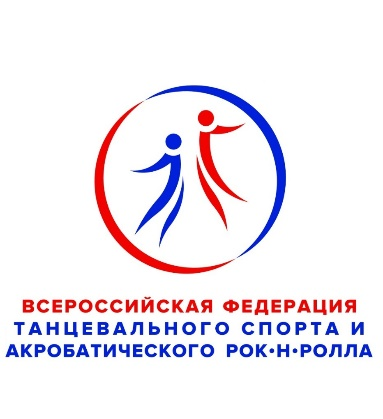 ВСЕРОССИЙСКАЯ ФЕДЕРАЦИЯ
ТАНЦЕВАЛЬНОГО СПОРТА И
АКРОБАТИЧЕСКОГО РОК•Н•РОЛЛА